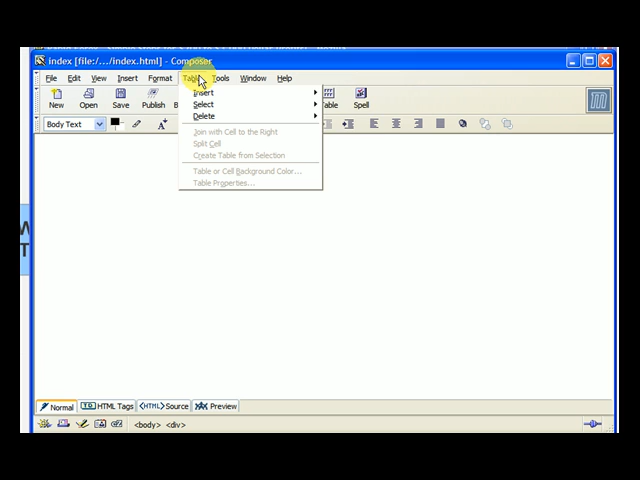 index [file:/.../index.html] - Composer
File Edit View Insert Format Table Tools Window Help
New Open Save Publish
Table Spell
Insert
Select
Delete
Join with Cell to the Right
Split Cell
Create Table from Selection
Table or Cell Background Color...
Table Properties...
Body Text
Normal HTML Tags <HTML> Source Preview
<body> <div>